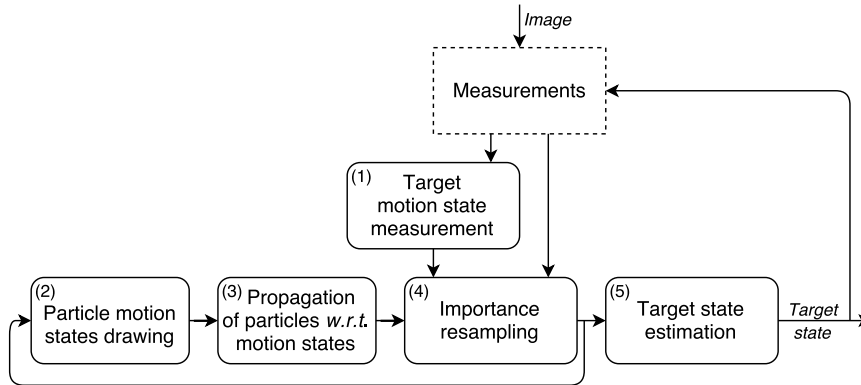 Image
Measurements
(1)
Target
motion state
measurement
(2)
Particle motion
states drawing
(3)
Propagation
of particles w.r.t.
motion states
(4)
Importance
resampling
(5)
Target state
estimation
Target
state